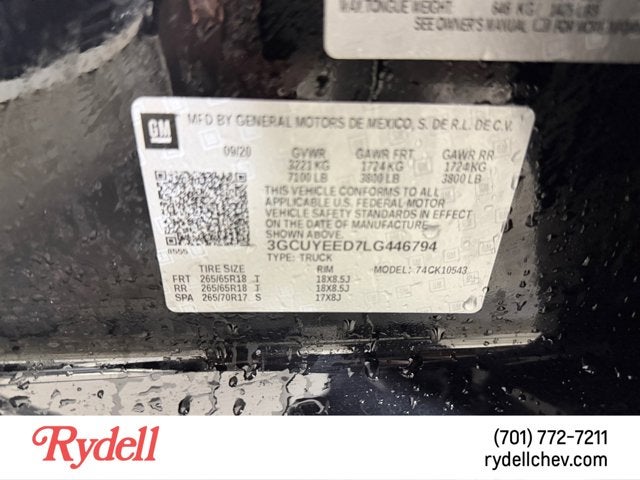 MAX TONGUE WEIGHT: 646 KG / 1425 LBS
SEE OWNER'S MANUAL FOR MORE
GM
MFD BY GENERAL MOTORS DE MEXICO, S. DE R.L. DE C.V.
09/20 GVWR GAWR FRT GAWR RR
3221 KG 1724 KG 1724 KG
7100 LB 3800 LB 3800 LB
THIS VEHICLE CONFORMS TO ALL
APPLICABLE U.S. FEDERAL MOTOR
VEHICLE SAFETY STANDARDS IN EFFECT
ON THE DATE OF MANUFACTURE SHOWN ABOVE.
3GCUYEED7LG446794
TYPE: TRUCK MODEL: 74CK10543
TIRE SIZE RIM
FRT 265/65R18 T 18X8.5J
RR 265/65R18 T 18X8.5J
SPA 265/70R17 S 17X8J
Rydell
(701) 772-7211
rydellchev.com